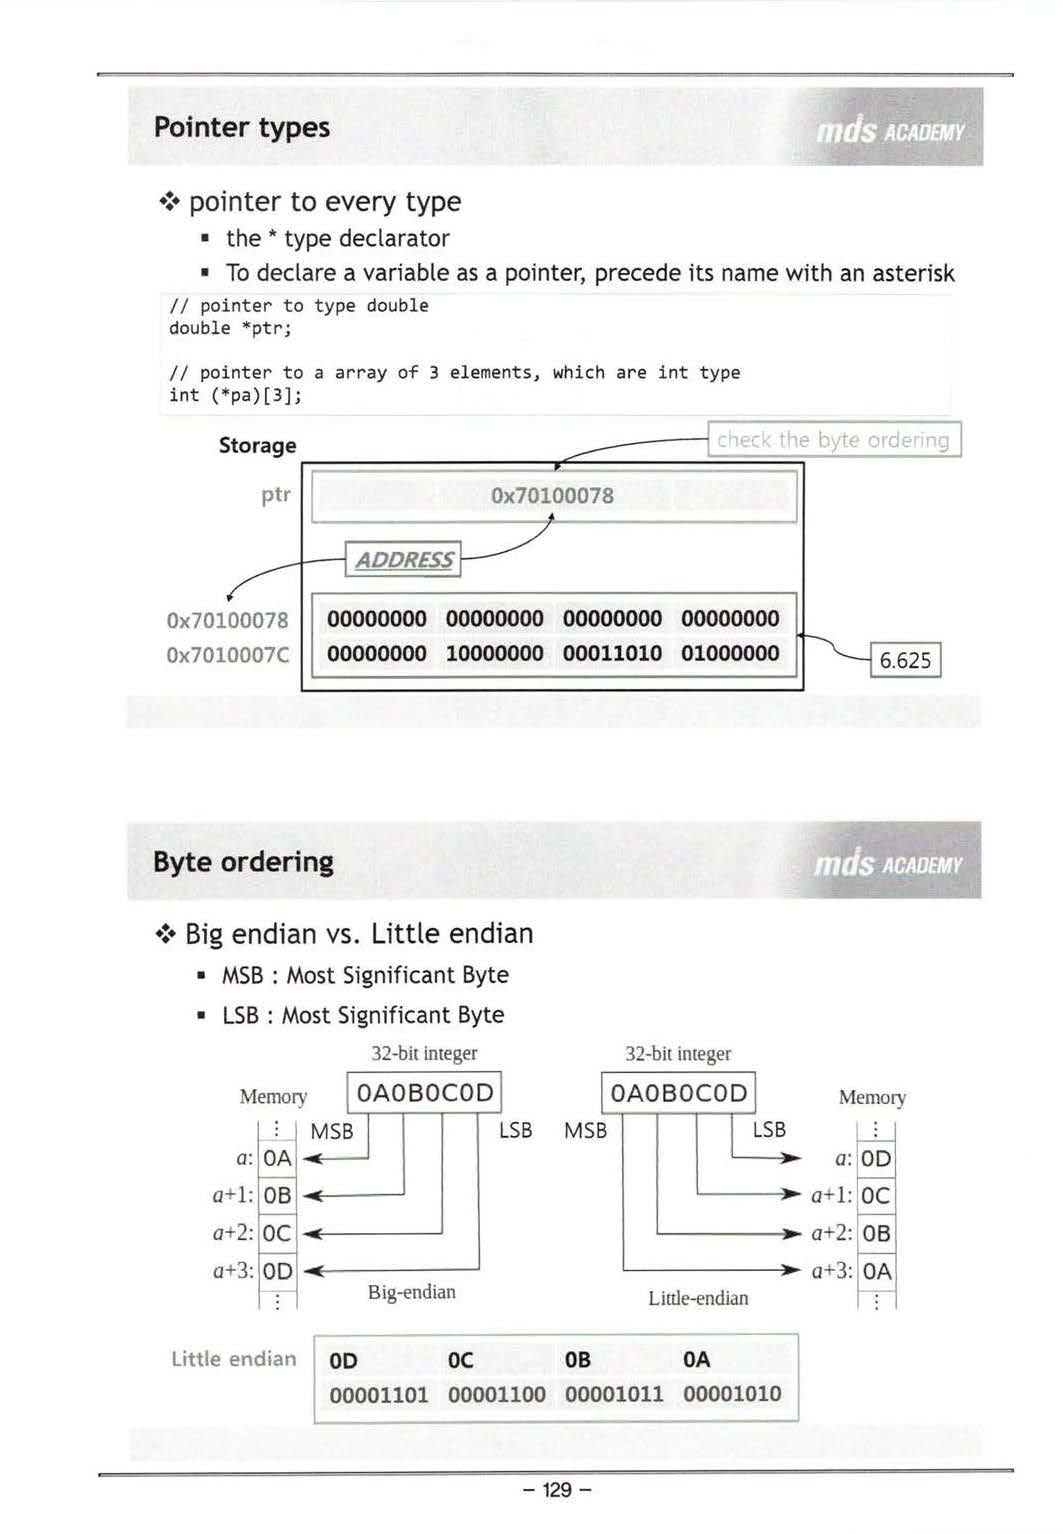 Pointer types
mds ACADEMY
❖ pointer to every type
▪ the * type declarator
▪ To declare a variable as a pointer, precede its name with an asterisk
// pointer to type double
double *ptr;
// pointer to a array of 3 elements, which are int type
int (*pa)[3];
Storage
check the byte ordering
ptr
0x70100078
ADDRESS
0x70100078 00000000 00000000 00000000 00000000
0x7010007C 00000000 10000000 00011010 01000000
6.625
Byte ordering
mds ACADEMY
❖ Big endian vs. Little endian
▪ MSB : Most Significant Byte
▪ LSB : Most Significant Byte
32-bit integer
32-bit integer
Memory
0A0B0C0D
0A0B0C0D
Memory
⋮
MSB
LSB
MSB
LSB
⋮
a: 0A
a: 0D
a+1: 0B
a+1: 0C
a+2: 0C
a+2: 0B
a+3: 0D
a+3: 0A
⋮
Big-endian
Little-endian
⋮
Little endian
0D 0C 0B 0A
00001101 00001100 00001011 00001010
– 129 –